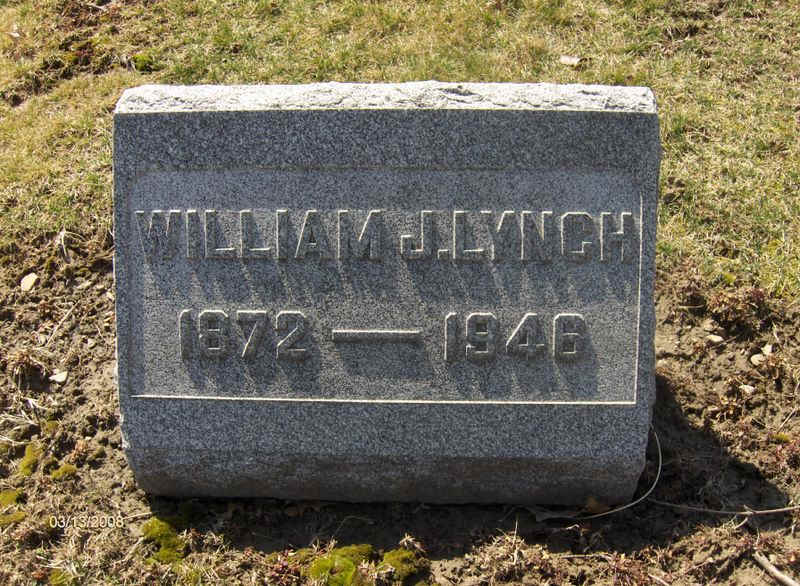 WILLIAM J. LYNCH
1872 — 1946
03/13/2008